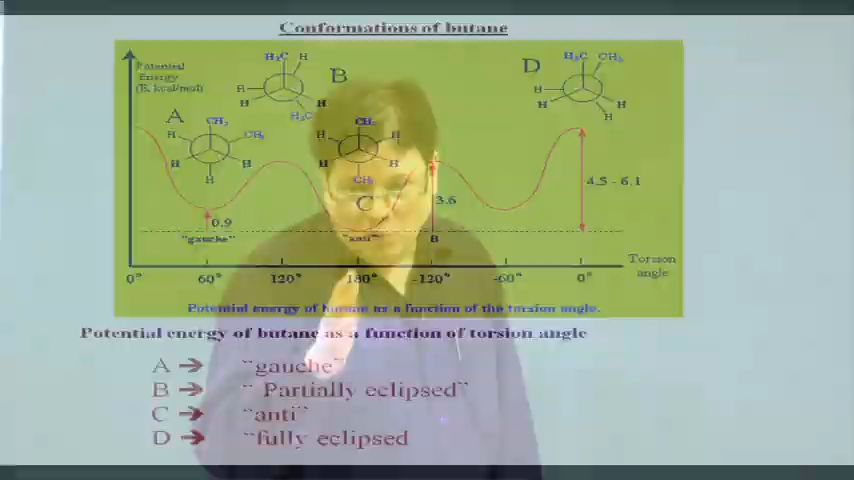 Conformations of butane
Potential
Energy
(E, kcal/mol)
H₃C H
B
D
H₃C CH₃
H
H
H
H₃C
H
H
H
H
A
CH₃
H
CH₃
H
H
H
CH₃
H
H
H
H
CH₃
C
0.9
3.6
4.5 - 6.1
"gauche"
"anti"
B
0° 60° 120° 180° -120° -60° 0°
Torsion
angle
Potential energy of butane as a function of the torsion angle.
Potential energy of butane as a function of torsion angle
A ➔ “gauche”
B ➔ “ Partially eclipsed”
C ➔ “anti”
D ➔ “fully eclipsed